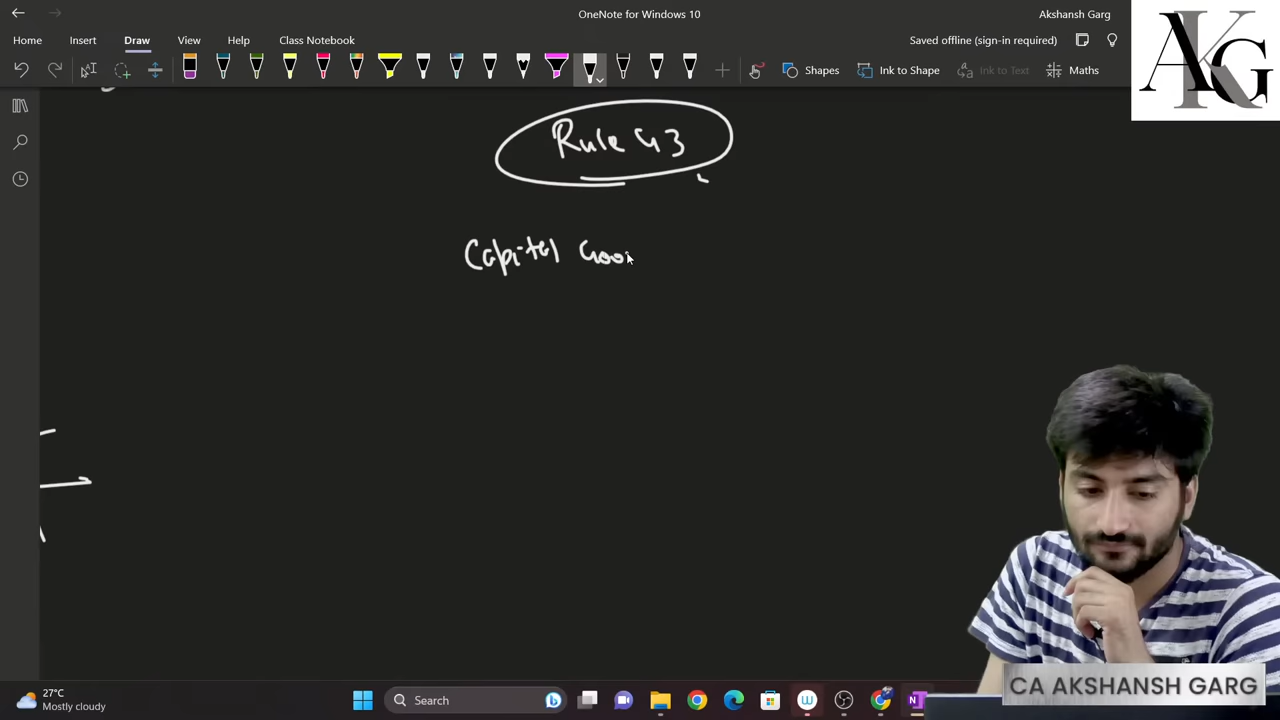 OneNote for Windows 10
Akshansh Garg
Home Insert Draw View Help Class Notebook
Saved offline (sign-in required)
Shapes Ink to Shape Ink to Text Maths
AKG
Rule 43
Capital Goo
CA AKSHANSH GARG
27°C
Mostly cloudy
Search